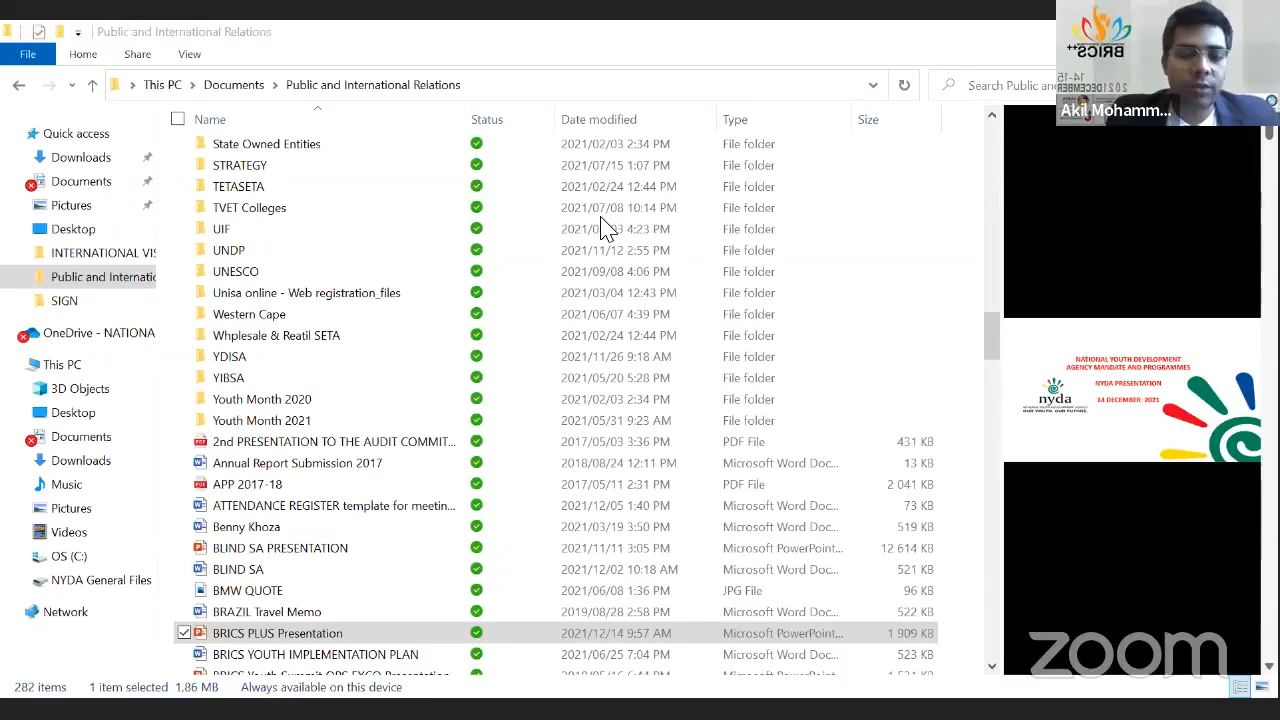 Public and International Relations
File Home Share View
This PC Documents Public and International Relations
Search Public an
BRICS++
14-15
DECEMBER 2021
Akil Mohamm...
Name Status Date modified Type Size
Quick access
Downloads
Documents
Pictures
Desktop
INTERNATIONAL VIS
Public and Internatio
SIGN
OneDrive - NATIONA
This PC
3D Objects
Desktop
Documents
Downloads
Music
Pictures
Videos
OS (C:)
NYDA General Files
Network
State Owned Entities 2021/02/03 2:34 PM File folder
STRATEGY 2021/07/15 1:07 PM File folder
TETASETA 2021/02/24 12:44 PM File folder
TVET Colleges 2021/07/08 10:14 PM File folder
UIF 4:23 PM File folder
UNDP 2021/11/12 2:55 PM File folder
UNESCO 2021/09/08 4:06 PM File folder
Unisa online - Web registration_files 2021/03/04 12:43 PM File folder
Western Cape 2021/06/07 4:39 PM File folder
Whplesale & Reatil SETA 2021/02/24 12:44 PM File folder
YDISA 2021/11/26 9:18 AM File folder
YIBSA 2021/05/20 5:28 PM File folder
Youth Month 2020 2021/02/03 2:34 PM File folder
Youth Month 2021 2021/05/31 9:23 AM File folder
2nd PRESENTATION TO THE AUDIT COMMIT... 2017/05/03 3:36 PM PDF File 431 KB
Annual Report Submission 2017 2018/08/24 12:11 PM Microsoft Word Doc... 13 KB
APP 2017-18 2017/05/11 2:31 PM PDF File 2 041 KB
ATTENDANCE REGISTER template for meetin... 2021/12/05 1:40 PM Microsoft Word Doc... 73 KB
Benny Khoza 2021/03/19 3:50 PM Microsoft Word Doc... 519 KB
BLIND SA PRESENTATION 2021/11/11 3:05 PM Microsoft PowerPoint... 12 614 KB
BLIND SA 2021/12/02 10:18 AM Microsoft Word Doc... 521 KB
BMW QUOTE 2021/06/08 1:36 PM JPG File 96 KB
BRAZIL Travel Memo 2019/08/28 2:58 PM Microsoft Word Doc... 522 KB
BRICS PLUS Presentation 2021/12/14 9:57 AM Microsoft PowerPoint... 1 909 KB
BRICS YOUTH IMPLEMENTATION PLAN 2021/06/25 7:04 PM Microsoft Word Doc... 523 KB
NATIONAL YOUTH DEVELOPMENT
AGENCY MANDATE AND PROGRAMMES
NYDA PRESENTATION
14 DECEMBER 2021
nyda
OUR YOUTH. OUR FUTURE.
zoom
282 items 1 item selected 1,86 MB Always available on this device